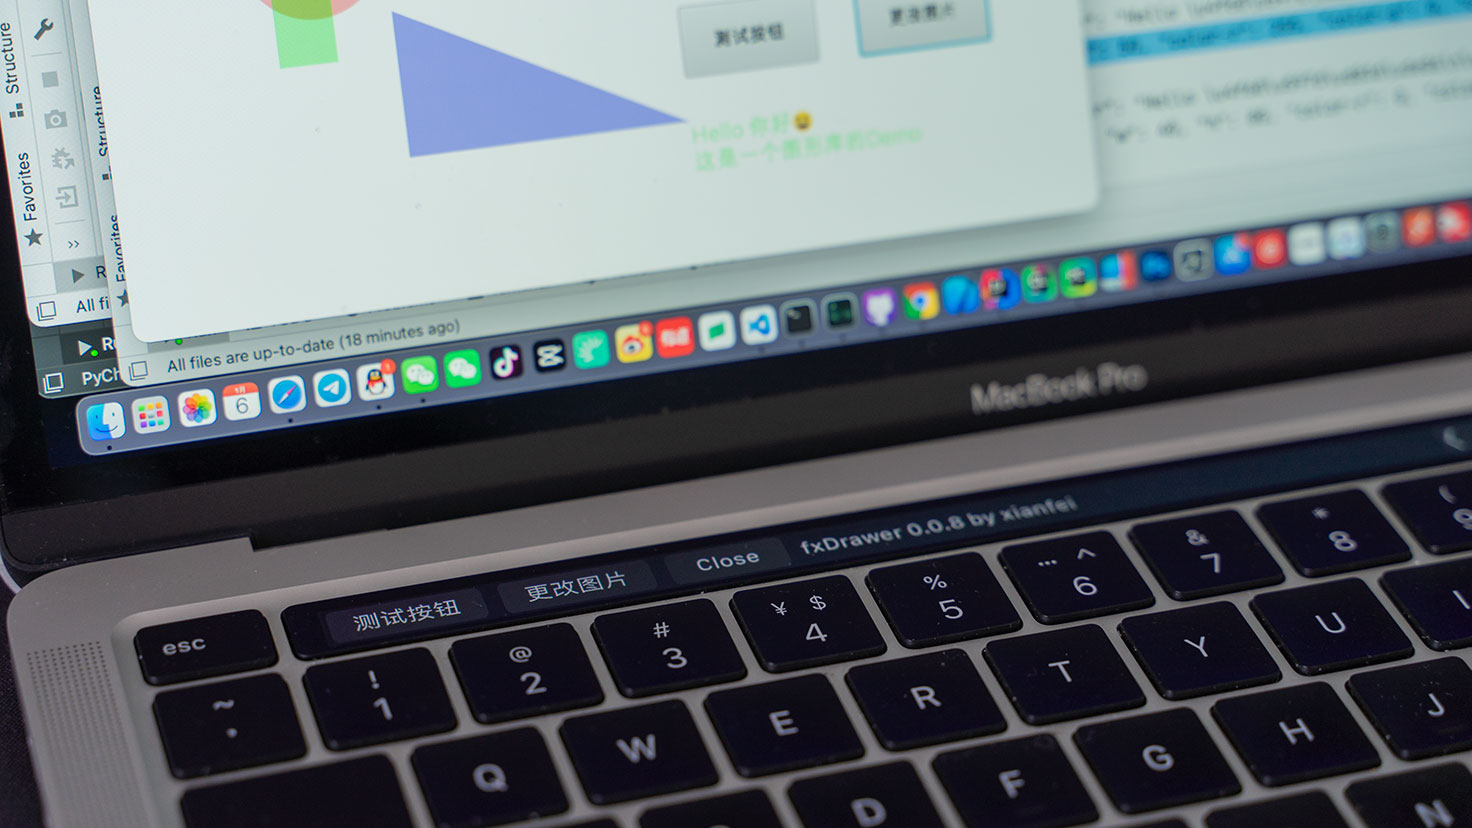 Structure
Favorites
Structure
Favorites
测试按钮
更改图片
Hello 你好😀
这是一个图形库的Demo
All files are up-to-date (18 minutes ago)
All fi
PyCh
6
MacBook Pro
测试按钮
更改图片
Close
fxDrawer 0.0.8 by xianfei
esc
~ ! 1 @ 2 # 3 ¥ $ 4 % 5 … ^ 6 & 7 * 8 ( 9
Q W E R T Y U I
D F G H J
N